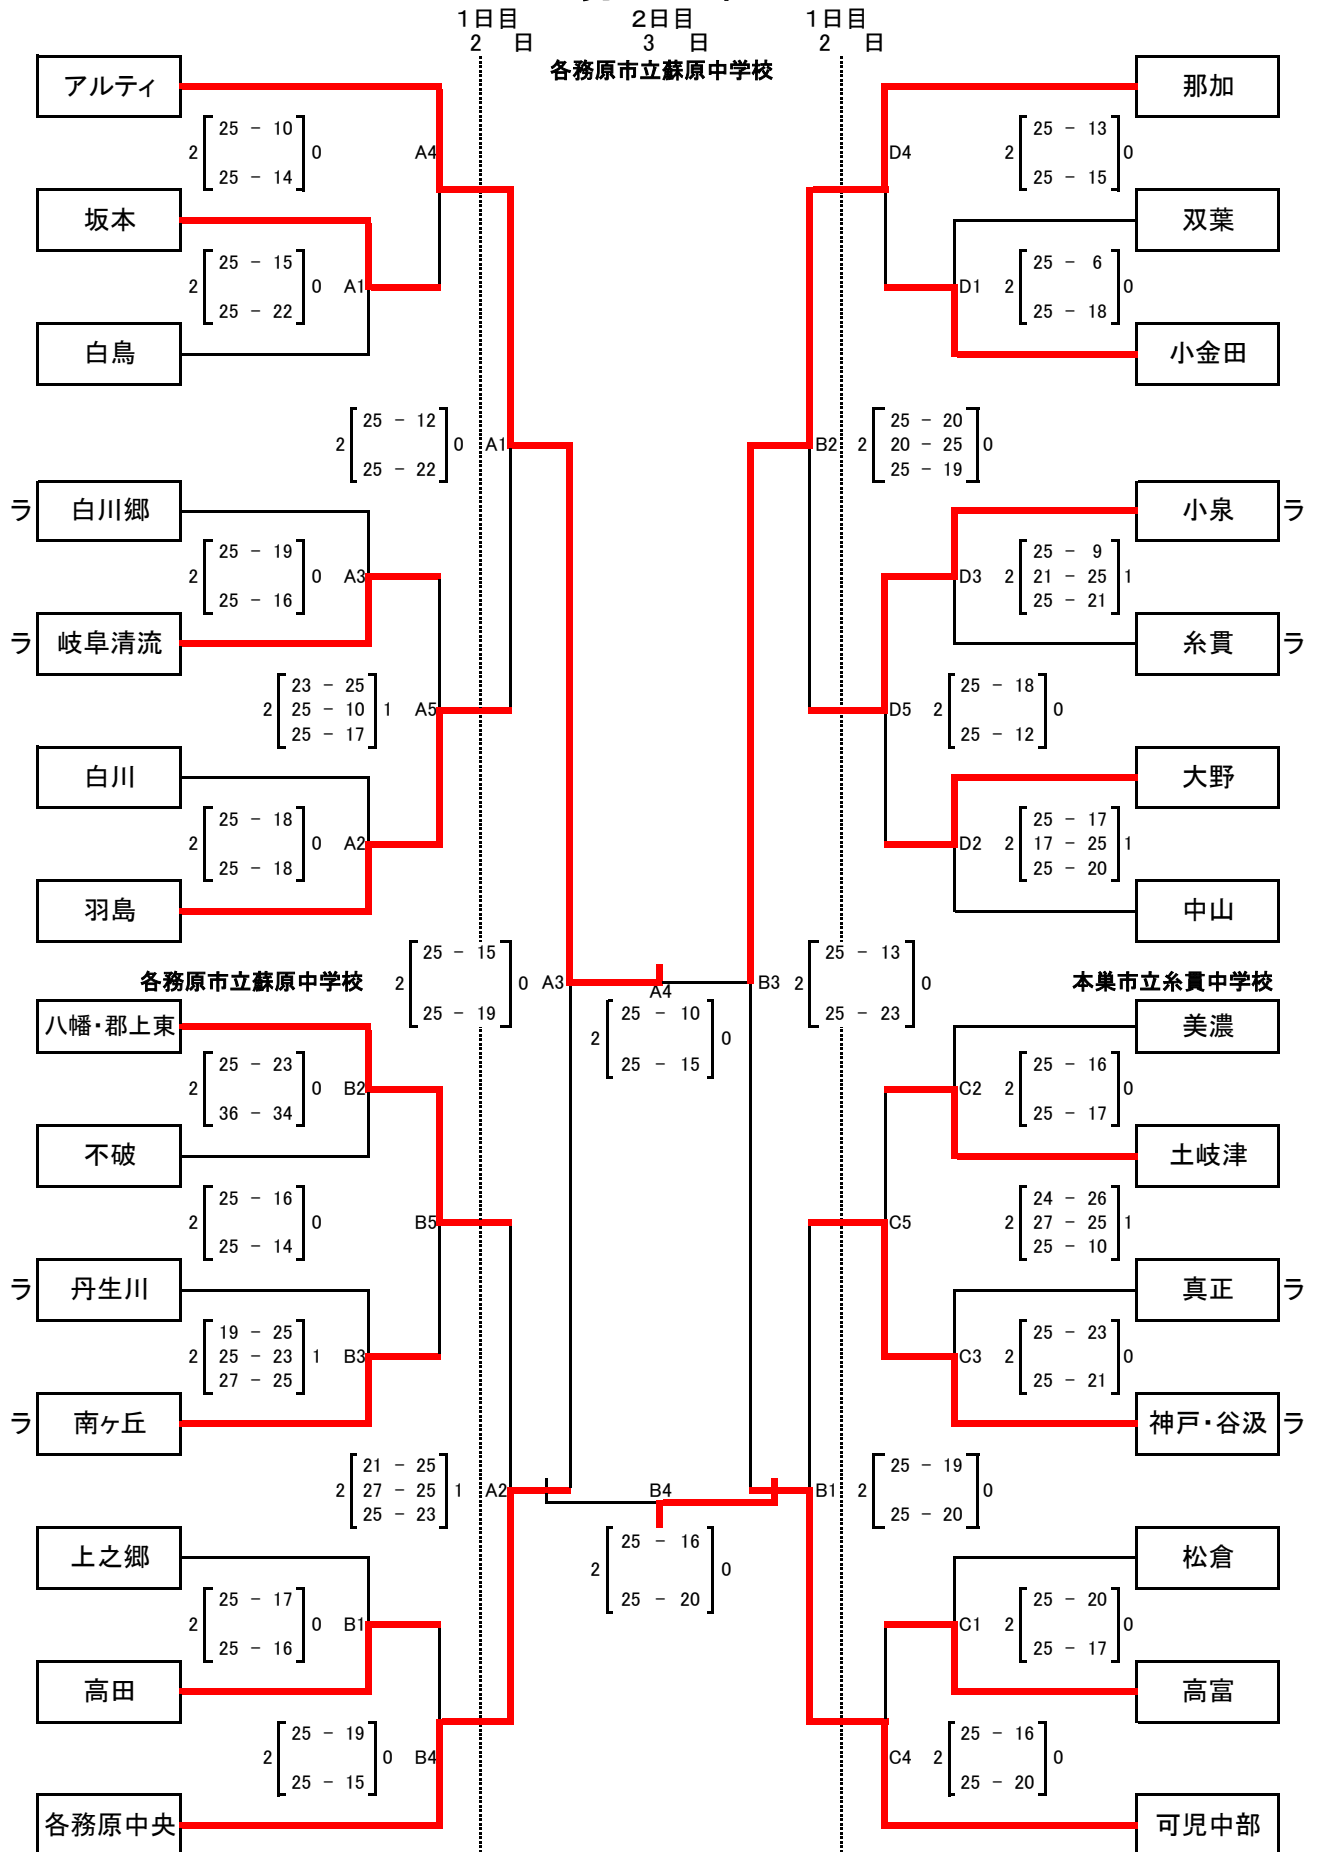 1日目 2日目 1日目
2 日 3 日 2 日
各務原市立蘇原中学校
アルティ 那加
25 - 10 25 - 13
2 0 A4 D4 2 0
25 - 14 25 - 15
坂本 双葉
25 - 15 25 - 6
2 0 A1 D1 2 0
25 - 22 25 - 18
白鳥 小金田
25 - 12 25 - 20
2 0 A1 B2 2 20 - 25 0
25 - 22 25 - 19
ラ 白川郷 小泉 ラ
25 - 19 25 - 9
2 0 A3 D3 2 21 - 25 1
25 - 16 25 - 21
ラ 岐阜清流 糸貫 ラ
23 - 25 25 - 18
2 25 - 10 1 A5 D5 2 0
25 - 17 25 - 12
白川 大野
25 - 18 25 - 17
2 0 A2 D2 2 17 - 25 1
25 - 18 25 - 20
羽島 中山
25 - 15 25 - 13
各務原市立蘇原中学校 2 0 A3 B3 2 0 本巣市立糸貫中学校
A4
25 - 19 25 - 10 25 - 23
八幡・郡上東 2 0 美濃
25 - 15
25 - 23 25 - 16
2 0 B2 C2 2 0
36 - 34 25 - 17
不破 土岐津
25 - 16 24 - 26
2 0 B5 C5 2 27 - 25 1
25 - 14 25 - 10
ラ 丹生川 真正 ラ
19 - 25 25 - 23
2 25 - 23 1 B3 C3 2 0
27 - 25 25 - 21
ラ 南ヶ丘 神戸・谷汲 ラ
21 - 25 25 - 19
2 27 - 25 1 A2 B4 B1 2 0
25 - 23 25 - 20
25 - 16
上之郷 2 0 松倉
25 - 20
25 - 17 25 - 20
2 0 B1 C1 2 0
25 - 16 25 - 17
高田 高富
25 - 19 25 - 16
2 0 B4 C4 2 0
25 - 15 25 - 20
各務原中央 可児中部